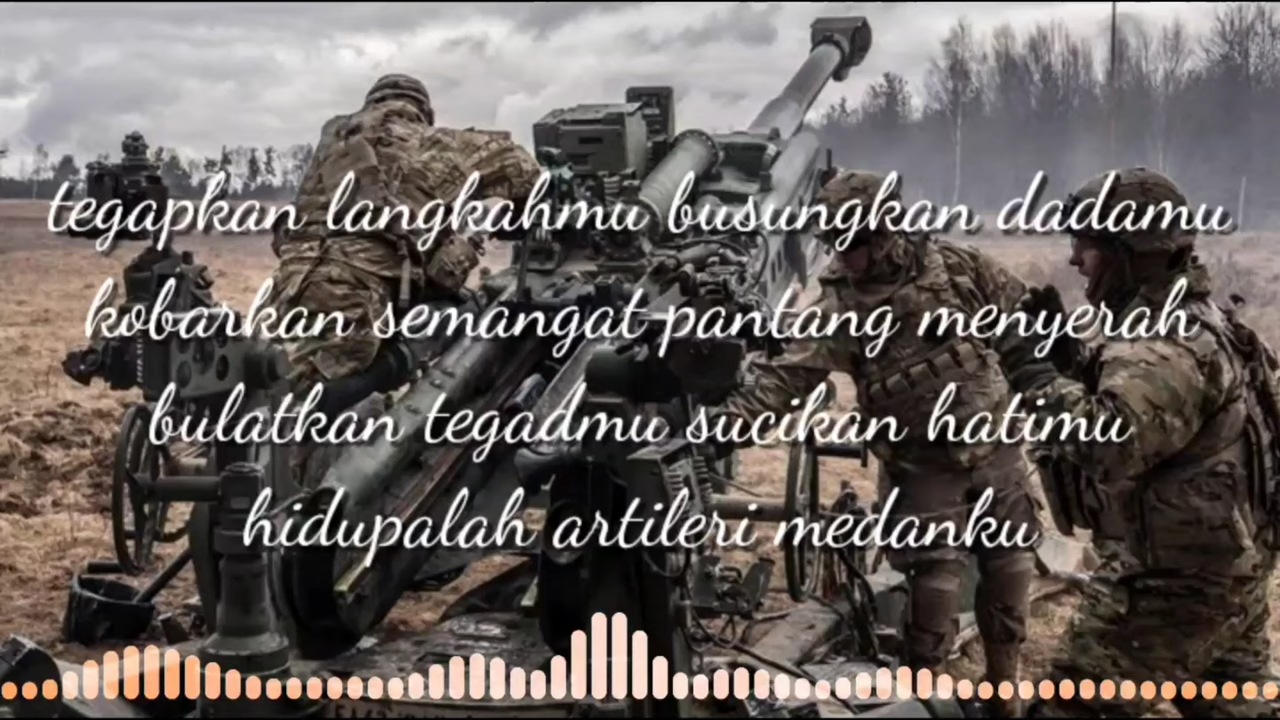 tegapkan langkahmu busungkan dadamu
kobarkan semangat pantang menyerah
bulatkan tegadmu sucikan hatimu
hidupalah artileri medanku